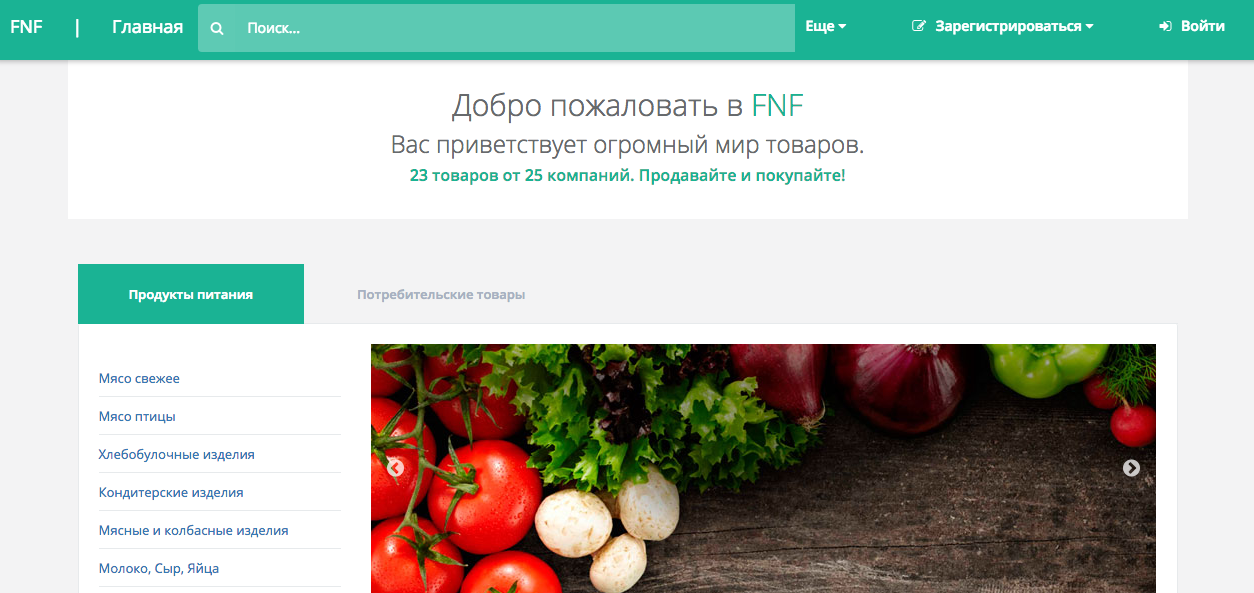 FNF | Главная Поиск... Еще Зарегистрироваться Войти
Добро пожаловать в FNF
Вас приветствует огромный мир товаров.
23 товаров от 25 компаний. Продавайте и покупайте!
Продукты питания Потребительские товары
Мясо свежее
Мясо птицы
Хлебобулочные изделия
Кондитерские изделия
Мясные и колбасные изделия
Молоко, Сыр, Яйца